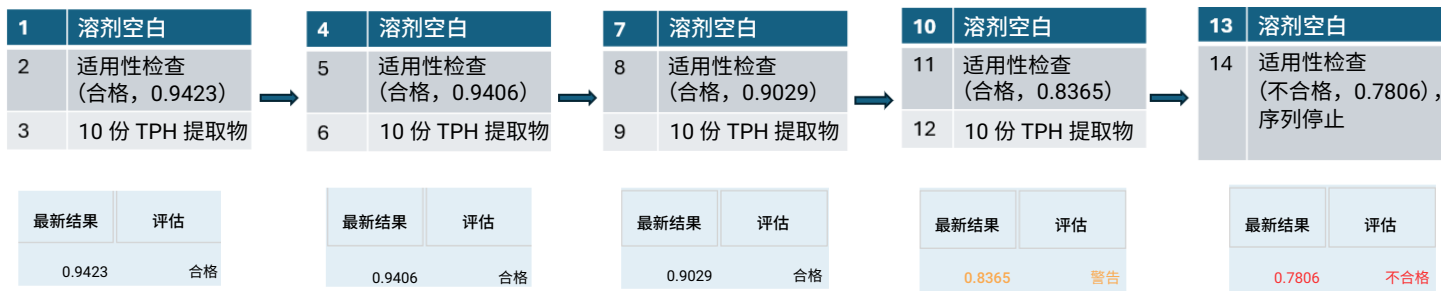 1 溶剂空白
2 适用性检查
(合格，0.9423)
3 10 份 TPH 提取物
4 溶剂空白
5 适用性检查
(合格，0.9406)
6 10 份 TPH 提取物
7 溶剂空白
8 适用性检查
(合格，0.9029)
9 10 份 TPH 提取物
10 溶剂空白
11 适用性检查
(合格，0.8365)
12 10 份 TPH 提取物
13 溶剂空白
14 适用性检查
(不合格，0.7806)，
序列停止
最新结果 评估
0.9423 合格
最新结果 评估
0.9406 合格
最新结果 评估
0.9029 合格
最新结果 评估
0.8365 警告
最新结果 评估
0.7806 不合格